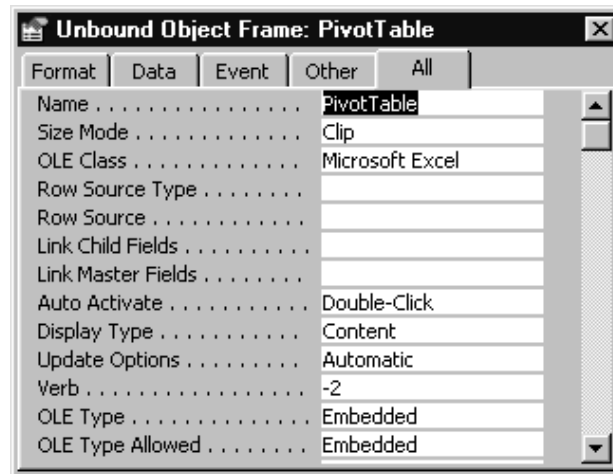 Unbound Object Frame: PivotTable
Format Data Event Other All
Name . . . . . . . . . . . . . . . . PivotTable
Size Mode . . . . . . . . . . . . . Clip
OLE Class . . . . . . . . . . . . . Microsoft Excel
Row Source Type . . . . . . . .
Row Source . . . . . . . . . . . .
Link Child Fields . . . . . . . . . .
Link Master Fields . . . . . . . .
Auto Activate . . . . . . . . . . . Double-Click
Display Type . . . . . . . . . . . Content
Update Options . . . . . . . . . Automatic
Verb . . . . . . . . . . . . . . . . . -2
OLE Type . . . . . . . . . . . . . . Embedded
OLE Type Allowed . . . . . . . . Embedded